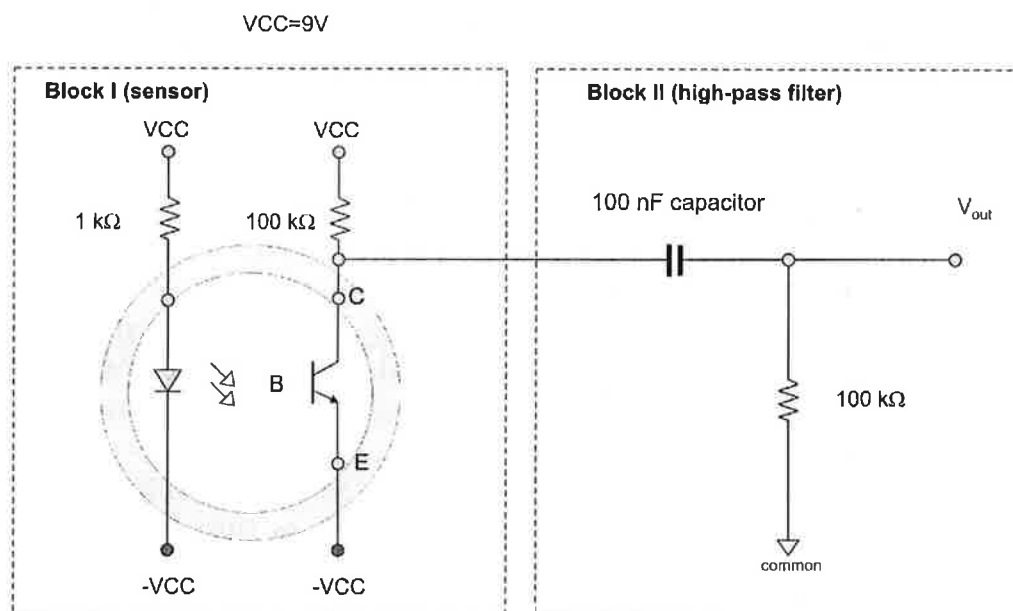 VCC=9V
Block I (sensor)
VCC
VCC
1 kΩ
100 kΩ
C
B
E
-VCC
-VCC
Block II (high-pass filter)
100 nF capacitor
Vout
100 kΩ
common